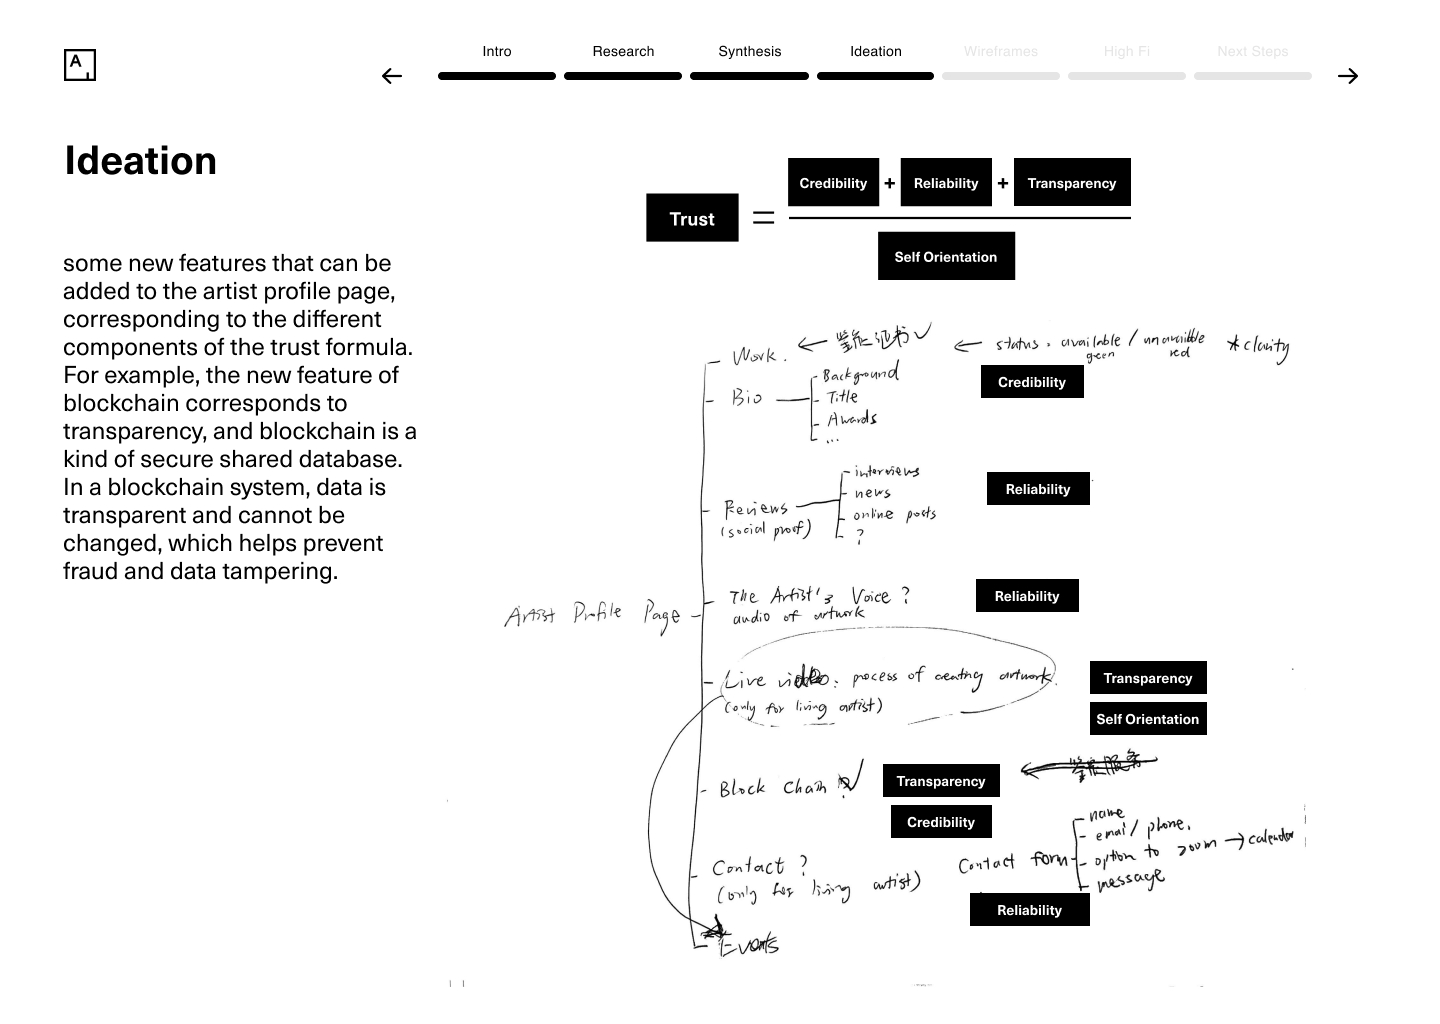 A
Intro
Research
Synthesis
Ideation
Wireframes
High Fi
Next Steps
Ideation
some new features that can be
added to the artist profile page,
corresponding to the different
components of the trust formula.
For example, the new feature of
blockchain corresponds to
transparency, and blockchain is a
kind of secure shared database.
In a blockchain system, data is
transparent and cannot be
changed, which helps prevent
fraud and data tampering.
Trust = Credibility + Reliability + Transparency
Self Orientation
Artist Profile Page
Work. ← 鉴定证书 ✓ ← status: available / unavailble *clarity
green red
Credibility
Bio
Background
Title
Awards
...
Reviews
(social proof)
interviews
news
online posts
?
Reliability
The Artist's Voice ?
audio of artwork
Reliability
Live video: process of creating artwork.
(only for living artist)
Transparency
Self Orientation
Block Chain ✓
Transparency
Credibility
← 鉴定服务
Contact ?
(only for living artist)
Contact form
name
email / phone.
option to zoom → calendar
message
Reliability
Events